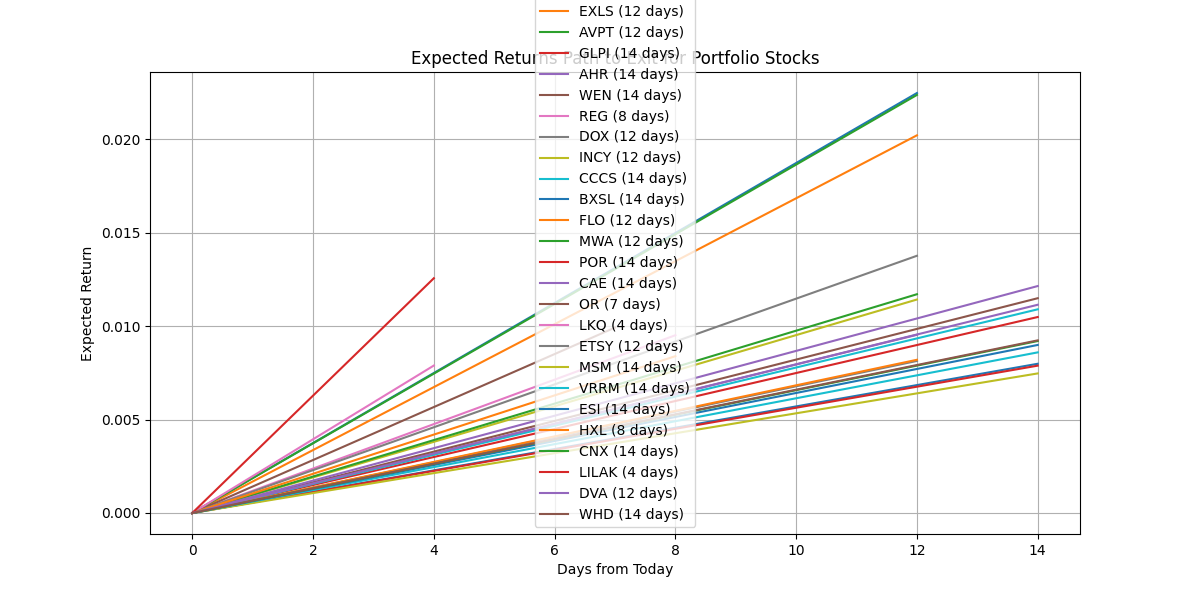 EXLS (12 days)
AVPT (12 days)
GLPI (14 days)
Expected Returns Path to Exit for Portfolio Stocks
AHR (14 days)
WEN (14 days)
REG (8 days)
DOX (12 days)
INCY (12 days)
CCCS (14 days)
BXSL (14 days)
FLO (12 days)
MWA (12 days)
POR (14 days)
CAE (14 days)
OR (7 days)
LKQ (4 days)
ETSY (12 days)
MSM (14 days)
VRRM (14 days)
ESI (14 days)
HXL (8 days)
CNX (14 days)
LILAK (4 days)
DVA (12 days)
WHD (14 days)
Expected Return
0.020
0.015
0.010
0.005
0.000
0 2 4 6 8 10 12 14
Days from Today